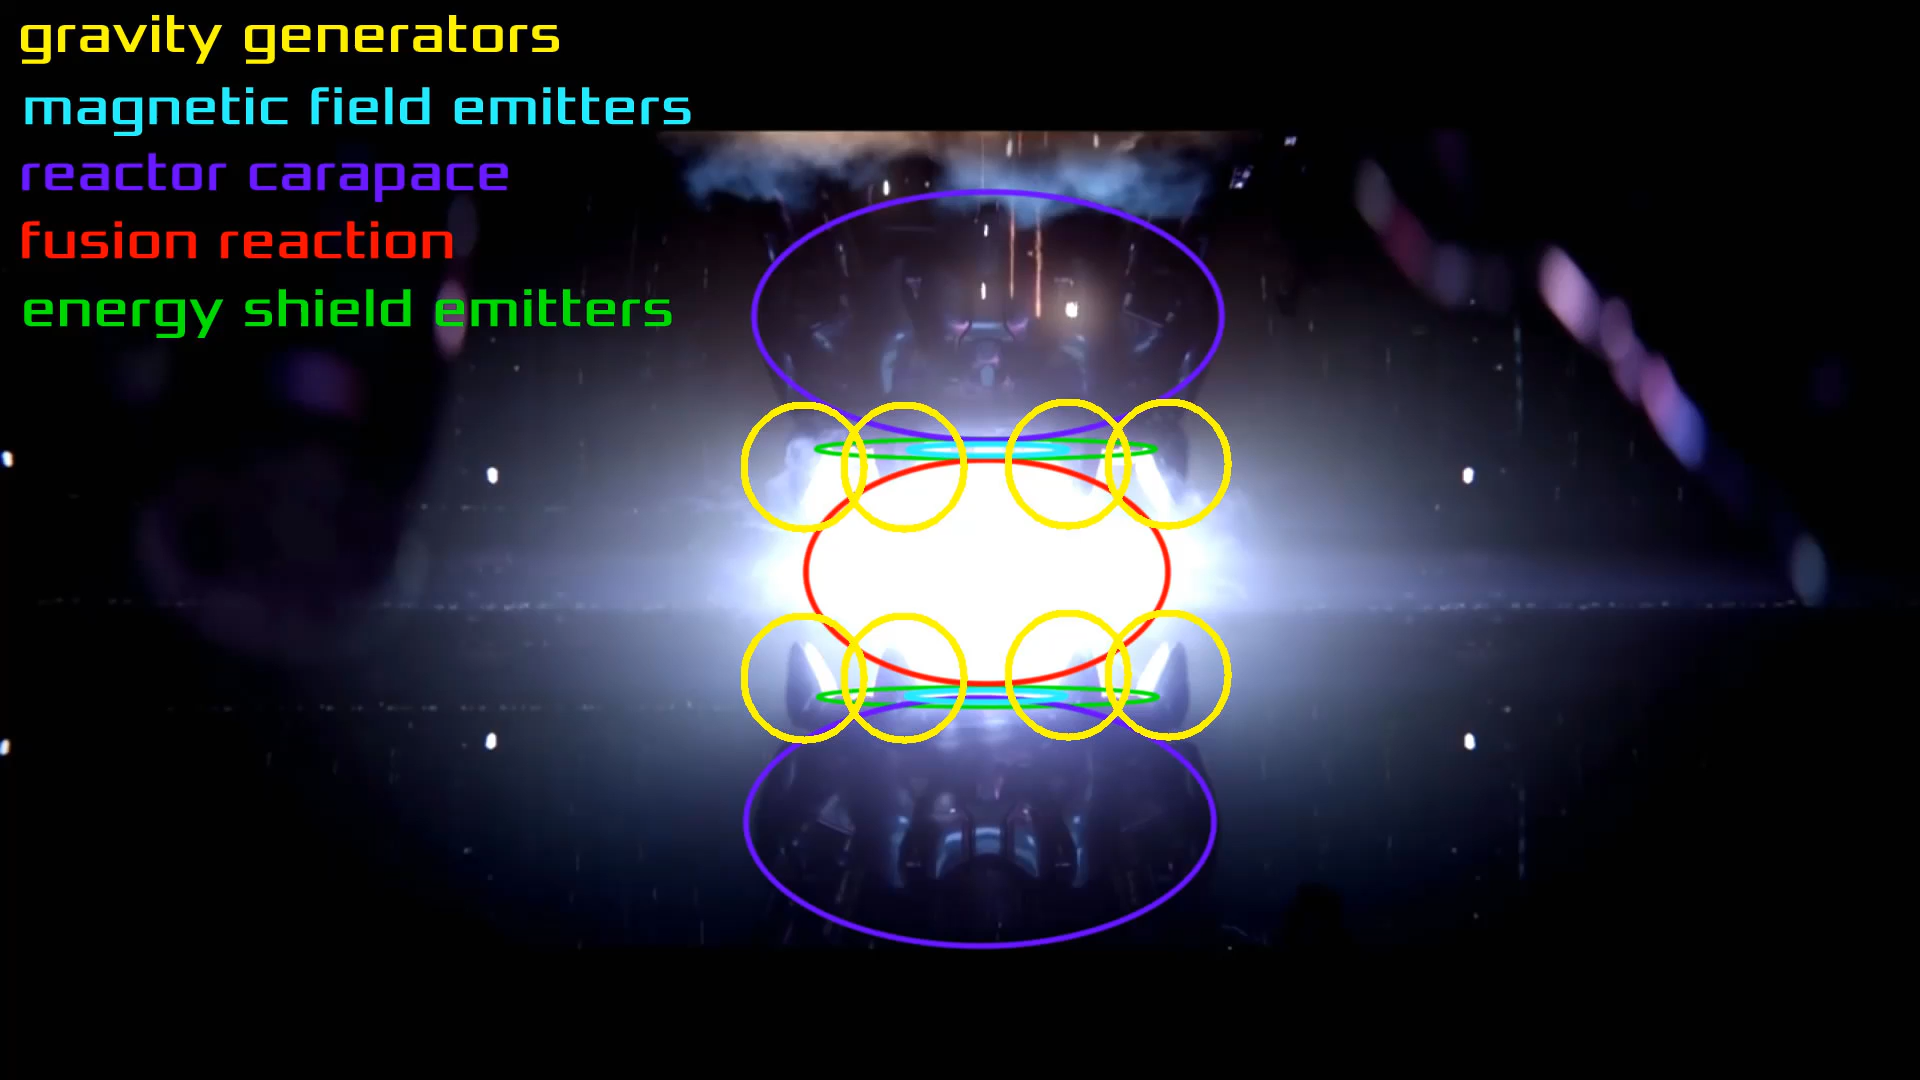 gravity generators
magnetic field emitters
reactor carapace
fusion reaction
energy shield emitters